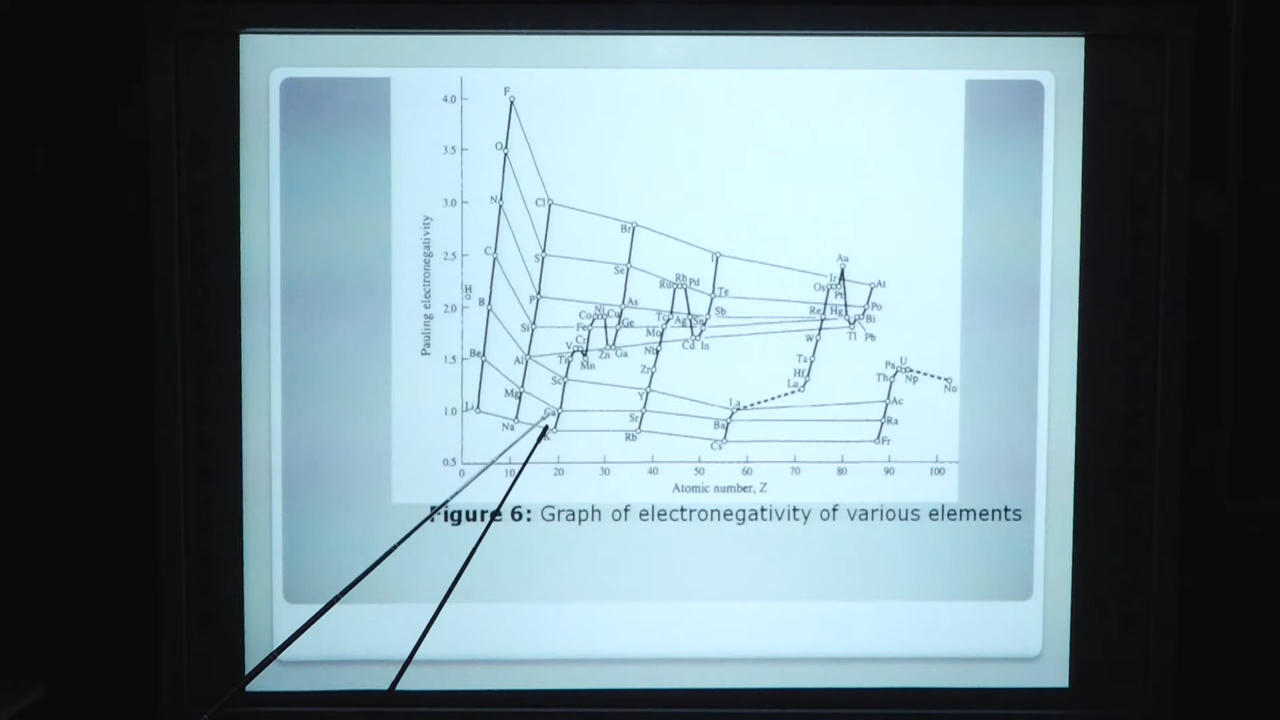 4.0
3.5
3.0
2.5
2.0
1.5
1.0
0.5
Pauling electronegativity
0 10 20 30 40 50 60 70 80 90 100
Atomic number, Z
H
Li Be B C N O F
Na Mg Al Si P S Cl
K Ca Sc Ti V Cr Mn Fe Co Ni Cu Zn Ga Ge As Se Br
Rb Sr Y Zr Nb Mo Tc Ru Rh Pd Ag Cd In Sn Sb Te I
Cs Ba La Lu Hf Ta W Re Os Ir Pt Au Hg Tl Pb Bi Po At
Fr Ra Ac Th Pa U Np No
Figure 6: Graph of electronegativity of various elements